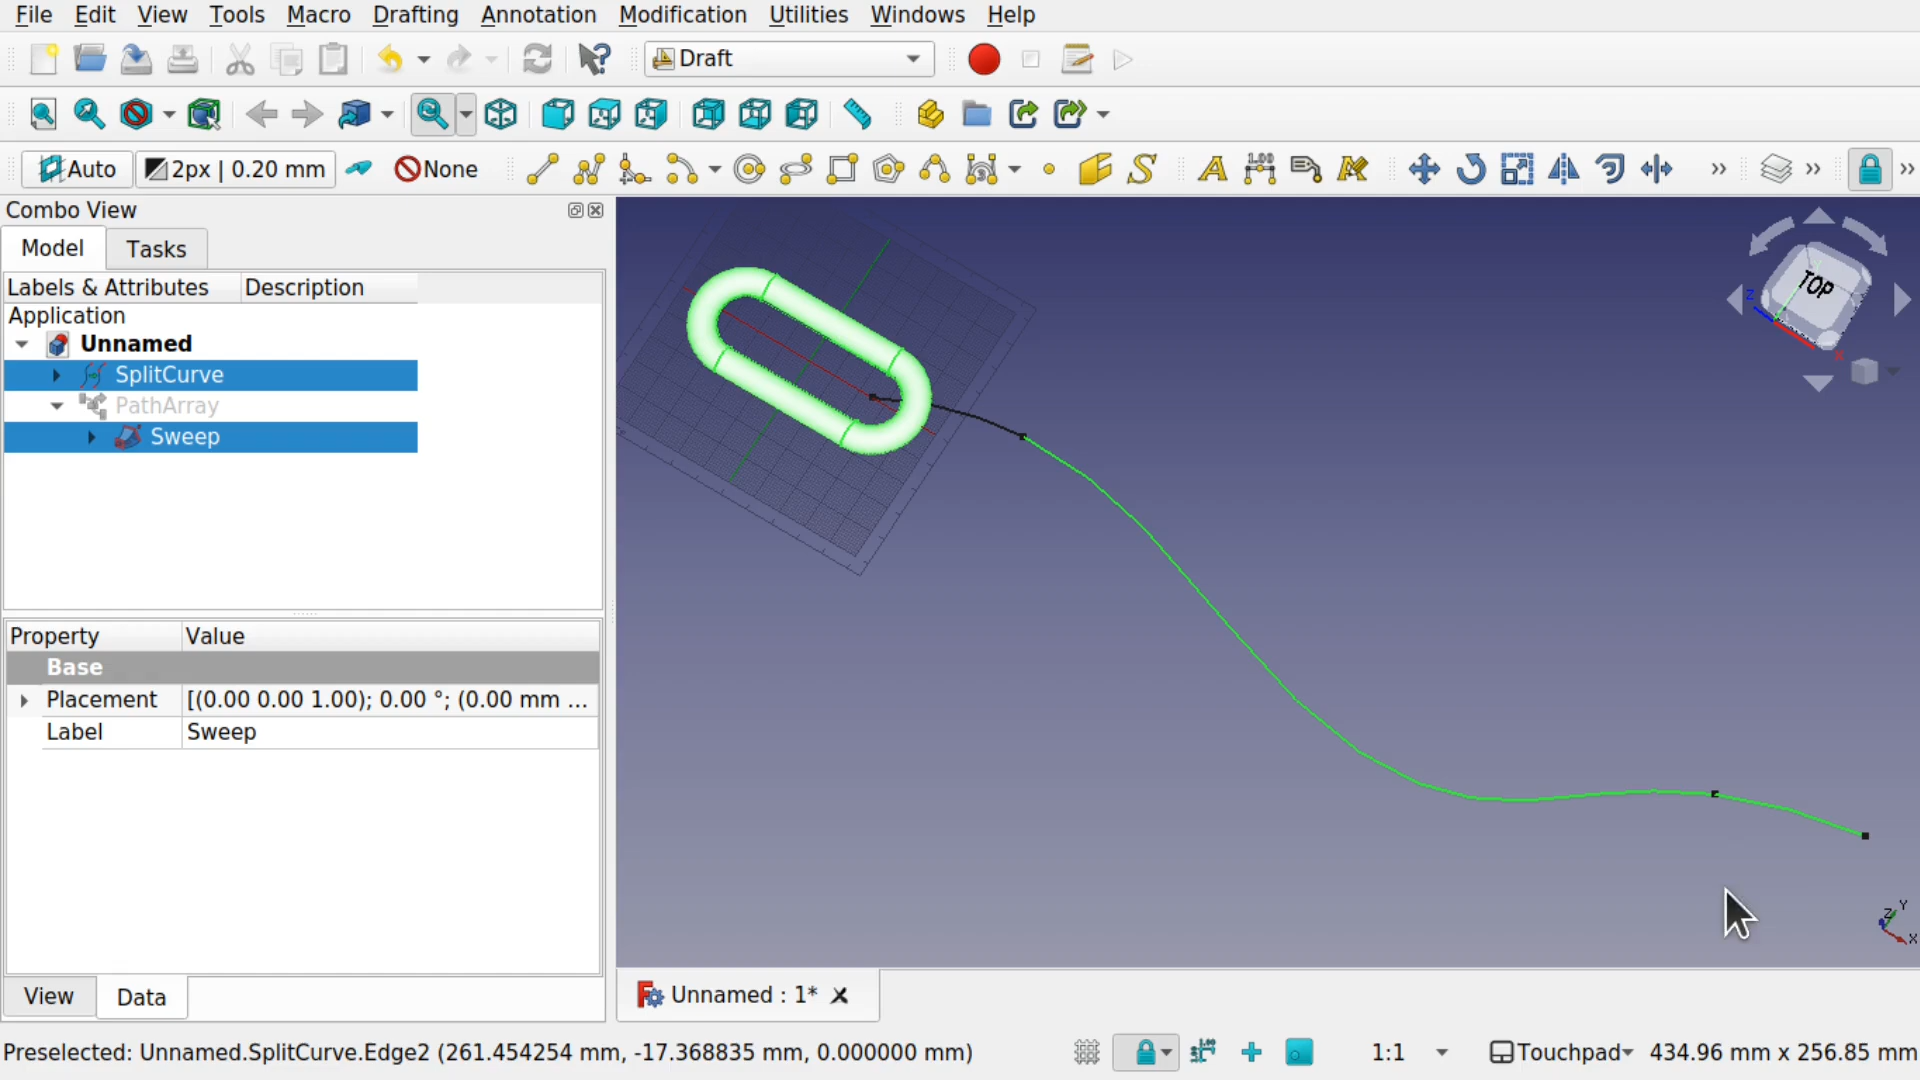 File Edit View Tools Macro Drafting Annotation Modification Utilities Windows Help
Draft
Auto 2px | 0.20 mm None
Combo View
Model Tasks
Labels & Attributes Description
Application
Unnamed
SplitCurve
PathArray
Sweep
Property Value
Base
Placement [(0.00 0.00 1.00); 0.00 °; (0.00 mm ...
Label Sweep
View Data
TOP
Z
X
Z Y
X
Unnamed : 1*
Preselected: Unnamed.SplitCurve.Edge2 (261.454254 mm, -17.368835 mm, 0.000000 mm)
1:1 Touchpad 434.96 mm x 256.85 mm